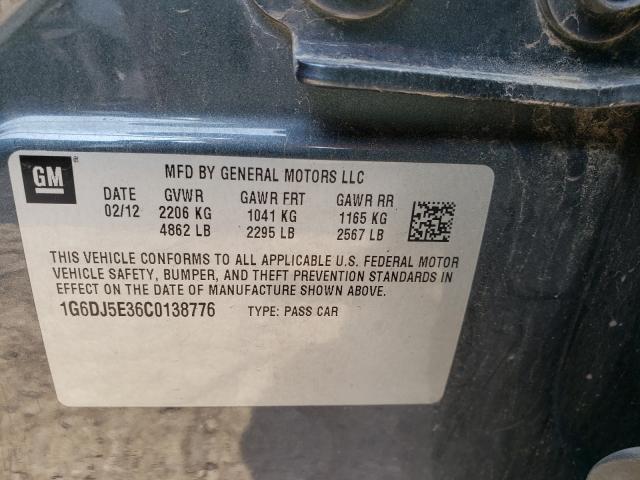 GM
MFD BY GENERAL MOTORS LLC
DATE GVWR GAWR FRT GAWR RR
02/12 2206 KG 1041 KG 1165 KG
4862 LB 2295 LB 2567 LB
THIS VEHICLE CONFORMS TO ALL APPLICABLE U.S. FEDERAL MOTOR
VEHICLE SAFETY, BUMPER, AND THEFT PREVENTION STANDARDS IN
EFFECT ON THE DATE OF MANUFACTURE SHOWN ABOVE.
1G6DJ5E36C0138776 TYPE: PASS CAR